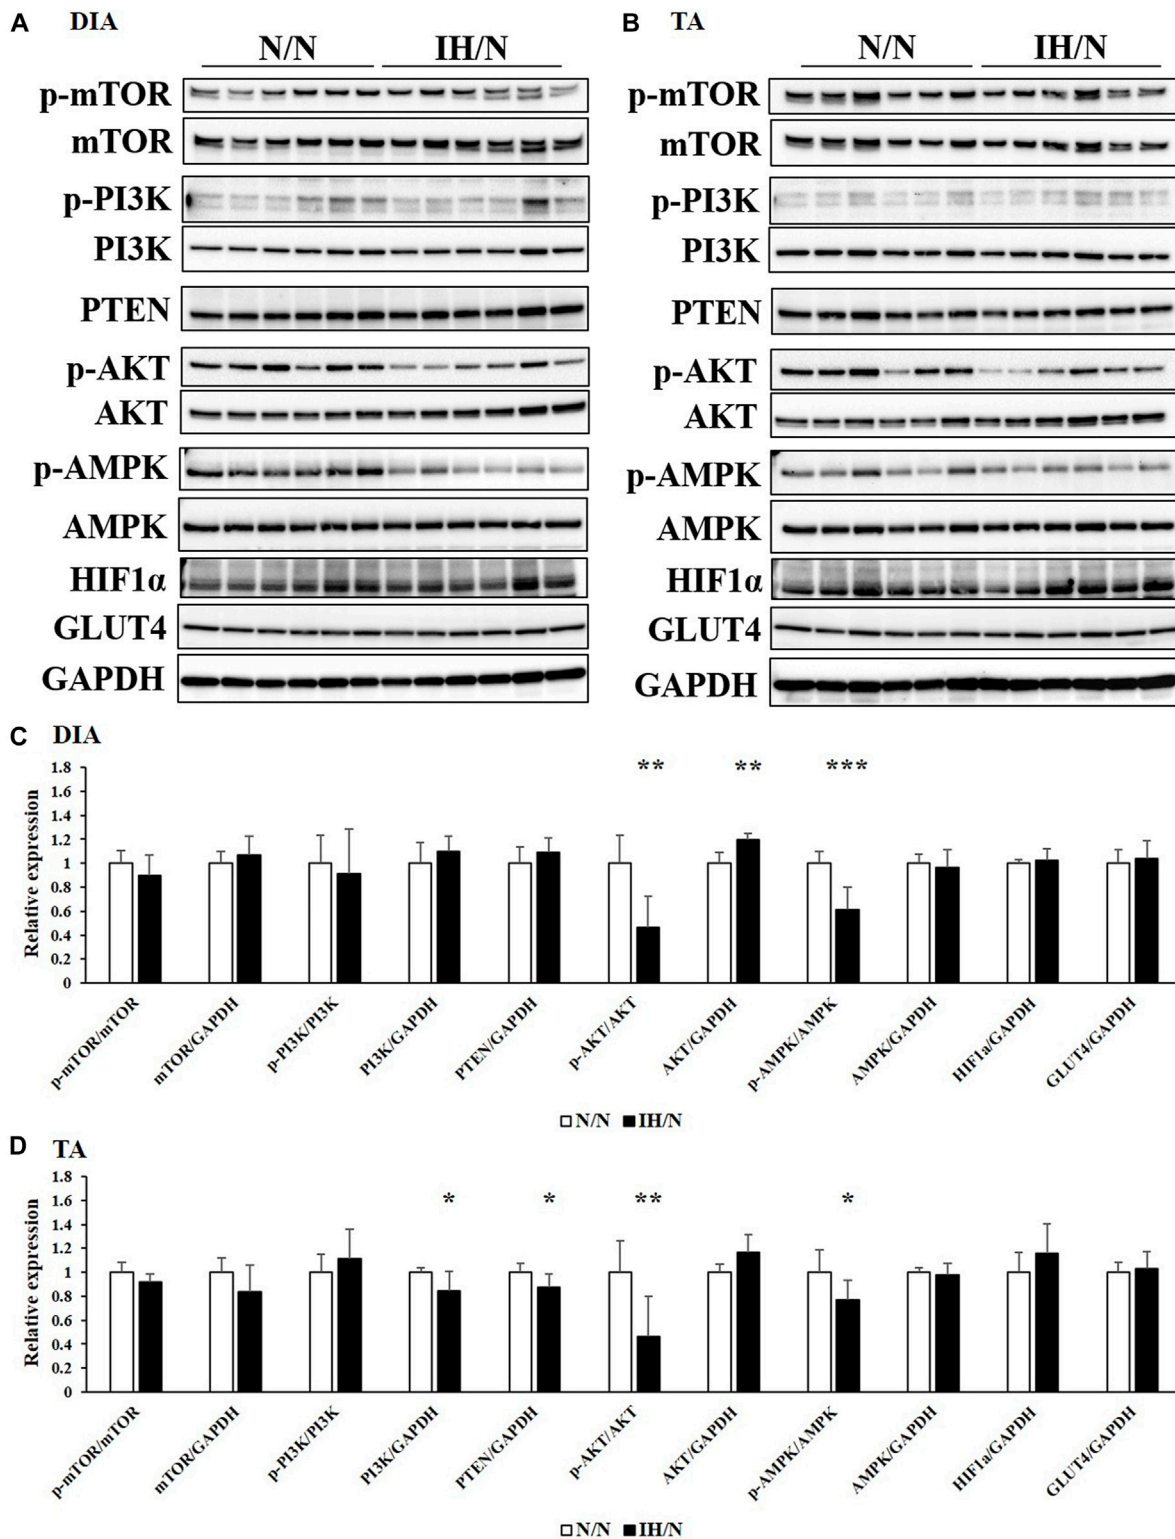 A DIA
N/N IH/N
p-mTOR
mTOR
p-PI3K
PI3K
PTEN
p-AKT
AKT
p-AMPK
AMPK
HIF1α
GLUT4
GAPDH
B TA
N/N IH/N
p-mTOR
mTOR
p-PI3K
PI3K
PTEN
p-AKT
AKT
p-AMPK
AMPK
HIF1α
GLUT4
GAPDH
C DIA
Relative expression
1.8
1.6
1.4
1.2
1
0.8
0.6
0.4
0.2
0
** ** ***
p-mTOR/mTOR
mTOR/GAPDH
p-PI3K/PI3K
PI3K/GAPDH
PTEN/GAPDH
p-AKT/AKT
AKT/GAPDH
p-AMPK/AMPK
AMPK/GAPDH
HIF1a/GAPDH
GLUT4/GAPDH
N/N IH/N
D TA
Relative expression
1.8
1.6
1.4
1.2
1
0.8
0.6
0.4
0.2
0
* * ** *
p-mTOR/mTOR
mTOR/GAPDH
p-PI3K/PI3K
PI3K/GAPDH
PTEN/GAPDH
p-AKT/AKT
AKT/GAPDH
p-AMPK/AMPK
AMPK/GAPDH
HIF1a/GAPDH
GLUT4/GAPDH
N/N IH/N